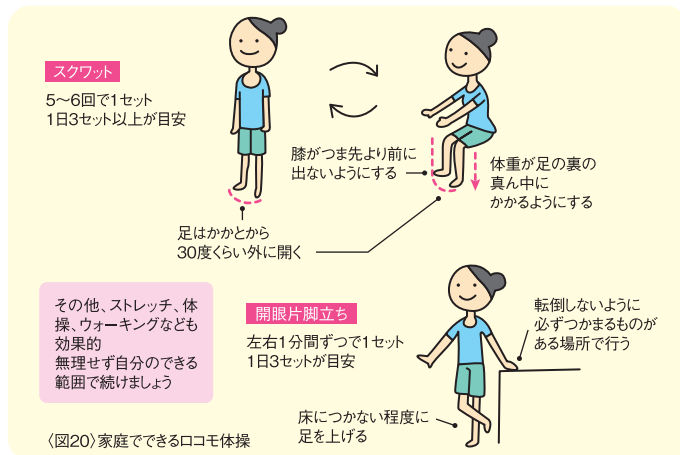 スクワット
5〜6回で1セット
1日3セット以上が目安
膝がつま先より前に
出ないようにする
体重が足の裏の
真ん中に
かかるようにする
足はかかとから
30度くらい外に開く
その他、ストレッチ、体
操、ウォーキングなども
効果的
無理せず自分のできる
範囲で続けましょう
開眼片脚立ち
左右1分間ずつで1セット
1日3セットが目安
転倒しないように
必ずつかまるものが
ある場所で行う
床につかない程度に
足を上げる
〈図20〉家庭でできるロコモ体操